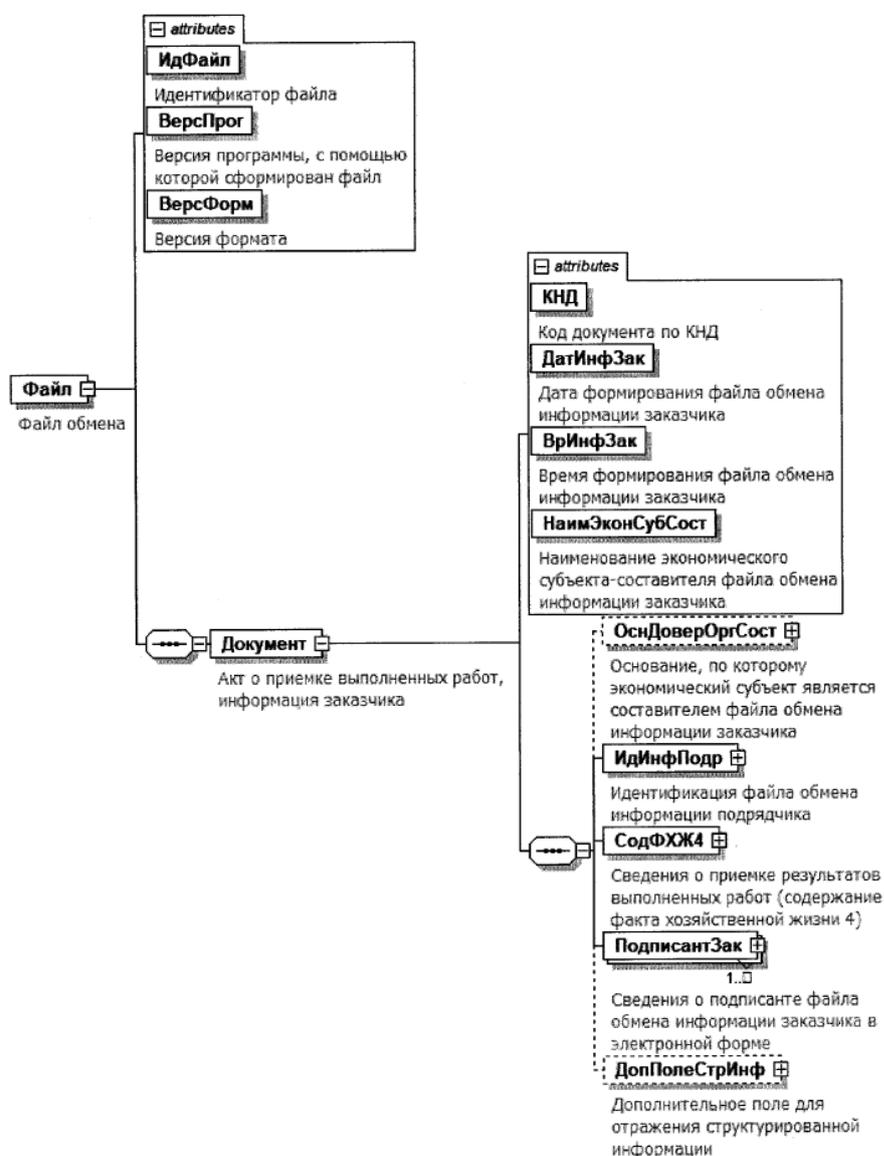 attributes
ИдФайл
Идентификатор файла
ВерсПрог
Версия программы, с помощью
которой сформирован файл
ВерсФорм
Версия формата
Файл
Файл обмена
attributes
КНД
Код документа по КНД
ДатИнфЗак
Дата формирования файла обмена
информации заказчика
ВрИнфЗак
Время формирования файла обмена
информации заказчика
НаимЭконСубСост
Наименование экономического
субъекта-составителя файла обмена
информации заказчика
Документ
Акт о приемке выполненных работ,
информация заказчика
ОснДоверОргСост
Основание, по которому
экономический субъект является
составителем файла обмена
информации заказчика
ИдИнфПодр
Идентификация файла обмена
информации подрядчика
СодФХЖ4
Сведения о приемке результатов
выполненных работ (содержание
факта хозяйственной жизни 4)
ПодписантЗак
1..□
Сведения о подписанте файла
обмена информации заказчика в
электронной форме
ДопПолеСтрИнф
Дополнительное поле для
отражения структурированной
информации